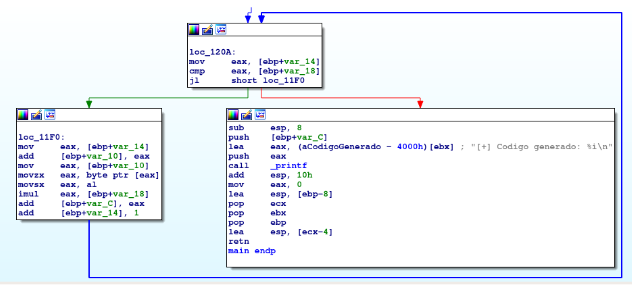 loc_120A:
mov     eax, [ebp+var_14]
cmp     eax, [ebp+var_18]
jl      short loc_11F0
loc_11F0:
mov     eax, [ebp+var_14]
add     [ebp+var_10], eax
mov     eax, [ebp+var_10]
movzx   eax, byte ptr [eax]
movsx   eax, al
imul    eax, [ebp+var_18]
add     [ebp+var_C], eax
add     [ebp+var_14], 1
sub     esp, 8
push    [ebp+var_C]
lea     eax, (aCodigoGenerado - 4000h)[ebx] ; "[+] Codigo generado: %i\n"
push    eax
call    _printf
add     esp, 10h
mov     eax, 0
lea     esp, [ebp-8]
pop     ecx
pop     ebx
pop     ebp
lea     esp, [ecx-4]
retn
main endp